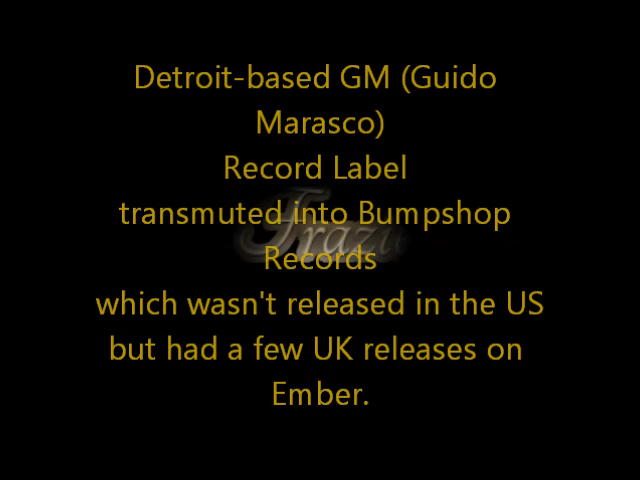 Detroit-based GM (Guido
Marasco)
Record Label
transmuted into Bumpshop
Records
which wasn't released in the US
but had a few UK releases on
Ember.